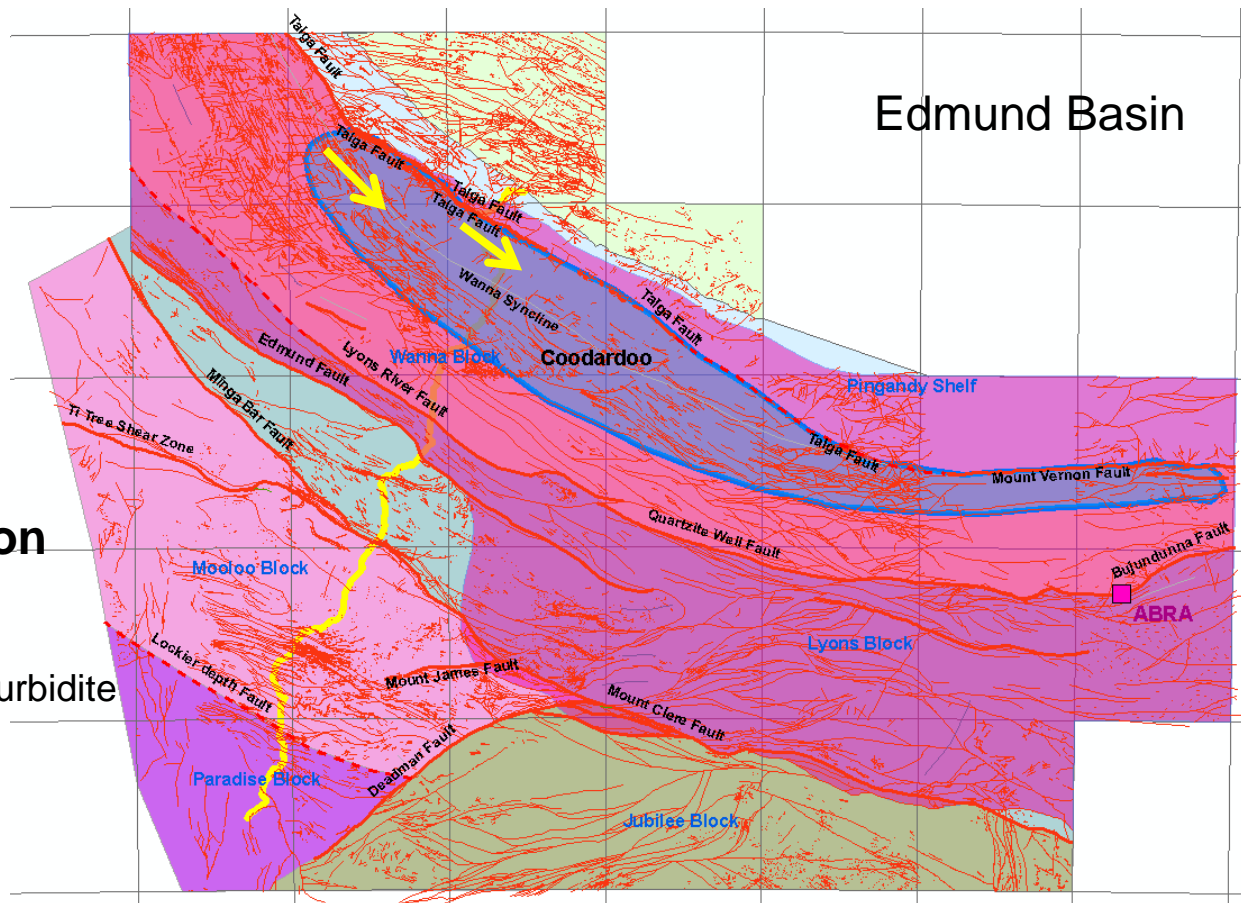 Talga Fault
Edmund Basin
Talga Fault
Talga Fault
Talga Fault
Wanna Syncline
Talga Fault
Edmund Fault
Lyons River Fault
Wanna Block
Coodardoo
Pingandy Shelf
Minga Bar Fault
Ti Tree Shear Zone
Talga Fault
Mount Vernon Fault
on
Quartzite Well Fault
Bujundunna Fault
Mooloo Block
ABRA
Lockier depth Fault
Lyons Block
urbidite
Mount James Fault
Mount Clere Fault
Deadman Fault
Paradise Block
Jubilee Block